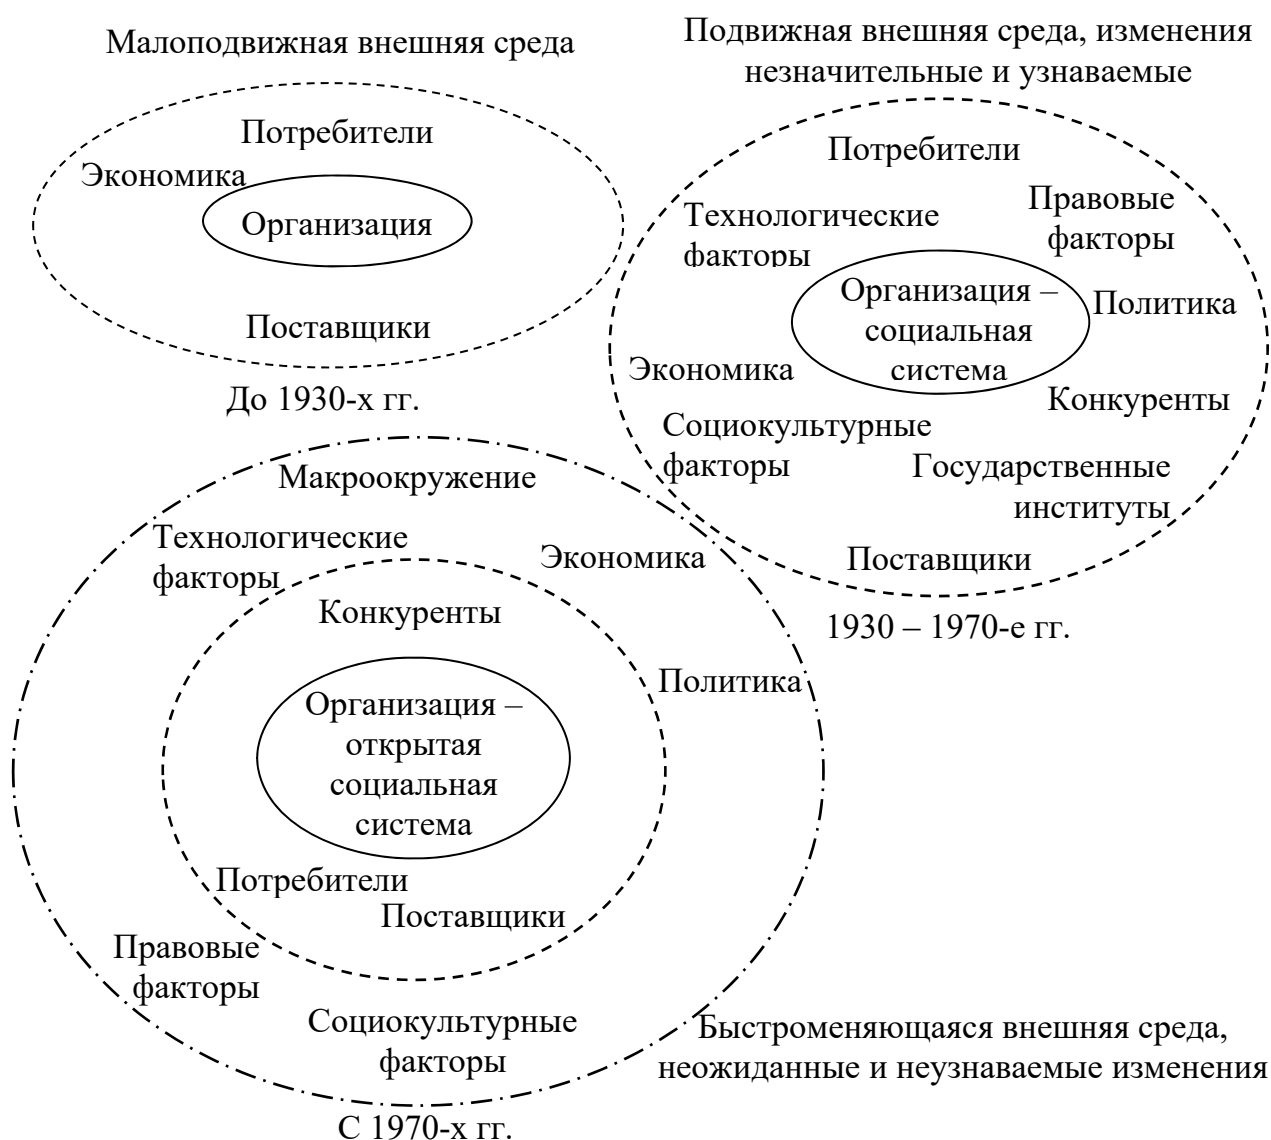 Малоподвижная внешняя среда
Потребители
Экономика
Организация
Поставщики
До 1930-х гг.
Подвижная внешняя среда, изменения
незначительные и узнаваемые
Потребители
Технологические
факторы
Правовые
факторы
Организация –
социальная
система
Политика
Экономика
Конкуренты
Социокультурные
факторы
Государственные
институты
Поставщики
1930 – 1970-е гг.
Макроокружение
Технологические
факторы
Экономика
Конкуренты
Политика
Организация –
открытая
социальная
система
Потребители
Поставщики
Правовые
факторы
Социокультурные
факторы
Быстроменяющаяся внешняя среда,
неожиданные и неузнаваемые изменения
С 1970-х гг.